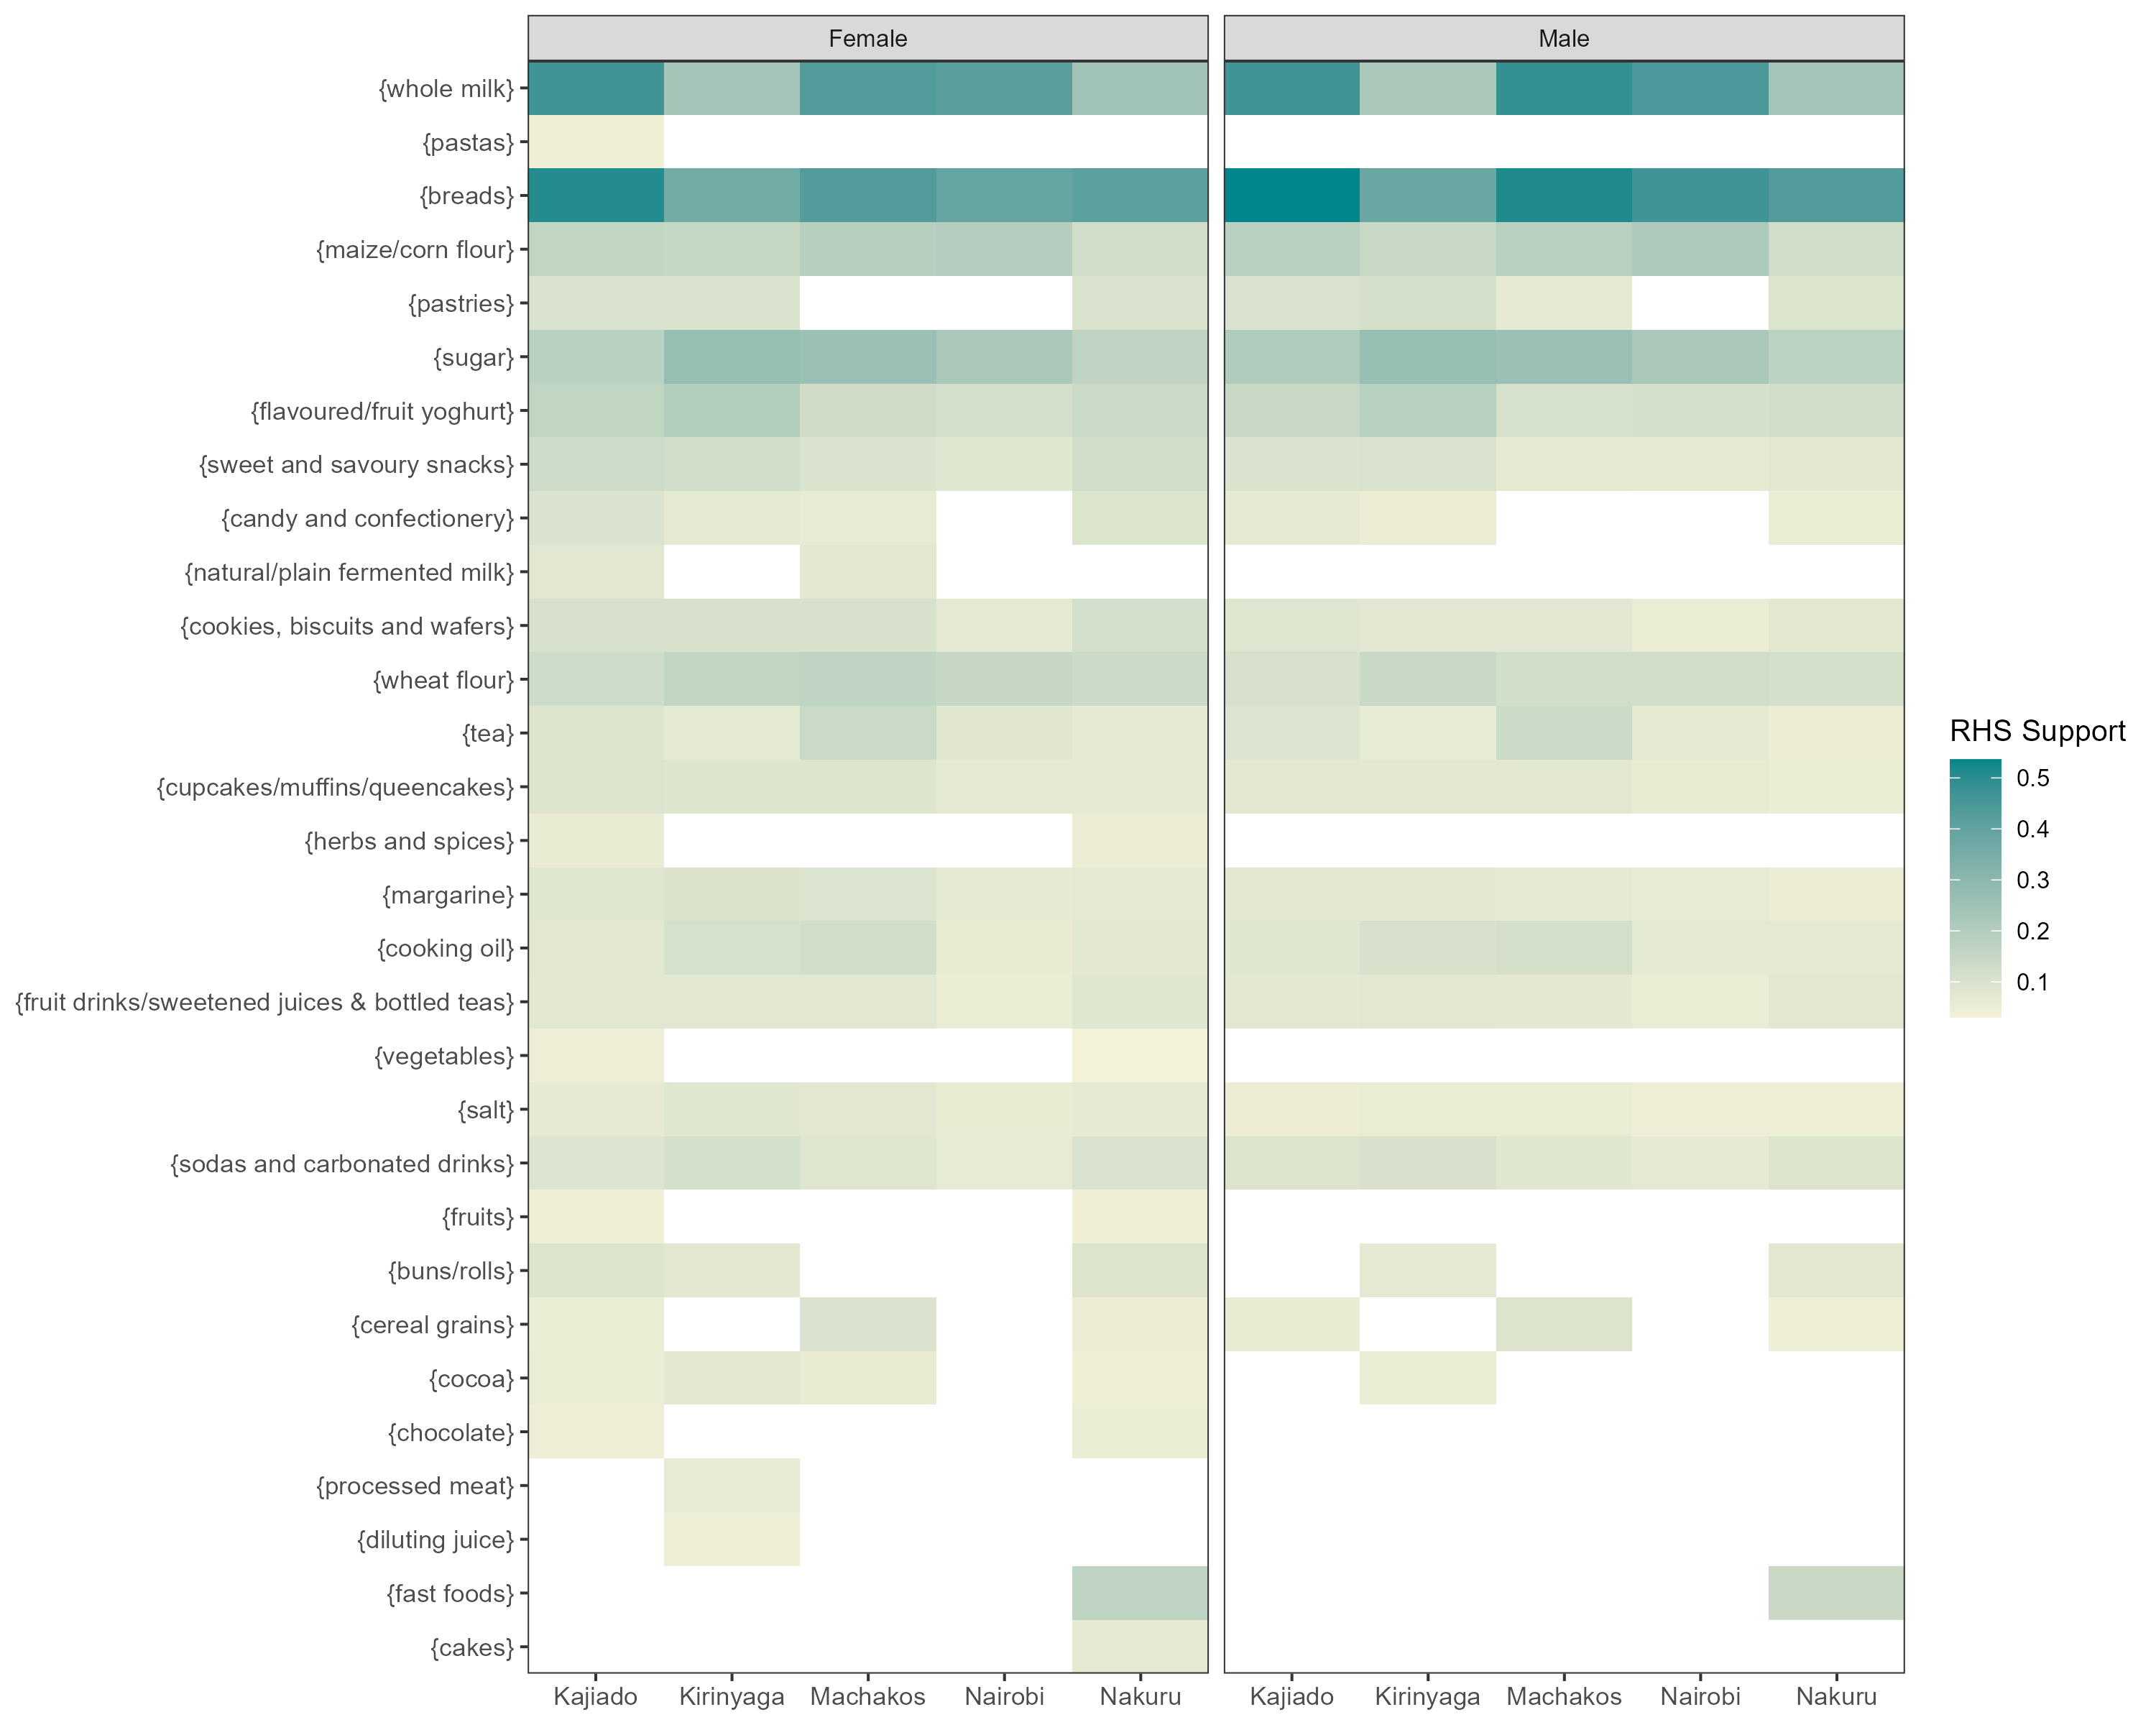 Female
Male
{whole milk}
{pastas}
{breads}
{maize/corn flour}
{pastries}
{sugar}
{flavoured/fruit yoghurt}
{sweet and savoury snacks}
{candy and confectionery}
{natural/plain fermented milk}
{cookies, biscuits and wafers}
{wheat flour}
{tea}
{cupcakes/muffins/queencakes}
{herbs and spices}
{margarine}
{cooking oil}
{fruit drinks/sweetened juices & bottled teas}
{vegetables}
{salt}
{sodas and carbonated drinks}
{fruits}
{buns/rolls}
{cereal grains}
{cocoa}
{chocolate}
{processed meat}
{diluting juice}
{fast foods}
{cakes}
Kajiado Kirinyaga Machakos Nairobi Nakuru
Kajiado Kirinyaga Machakos Nairobi Nakuru
RHS Support
0.5
0.4
0.3
0.2
0.1